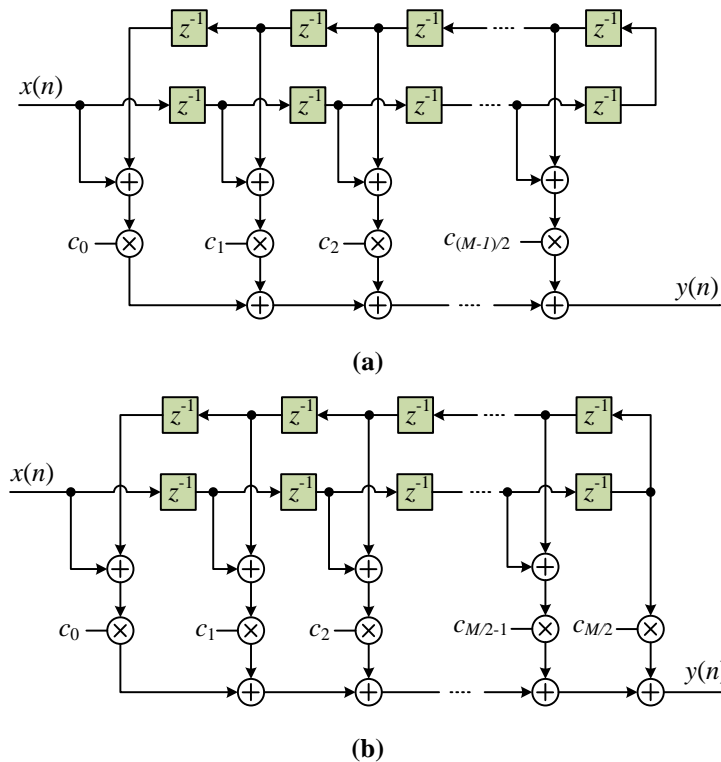 z⁻¹ z⁻¹ z⁻¹ z⁻¹
x(n)
z⁻¹ z⁻¹ z⁻¹ z⁻¹
c₀ c₁ c₂ c(M-1)/2
y(n)
(a)
z⁻¹ z⁻¹ z⁻¹ z⁻¹
x(n)
z⁻¹ z⁻¹ z⁻¹ z⁻¹
c₀ c₁ c₂ cM/2-1 cM/2
y(n)
(b)